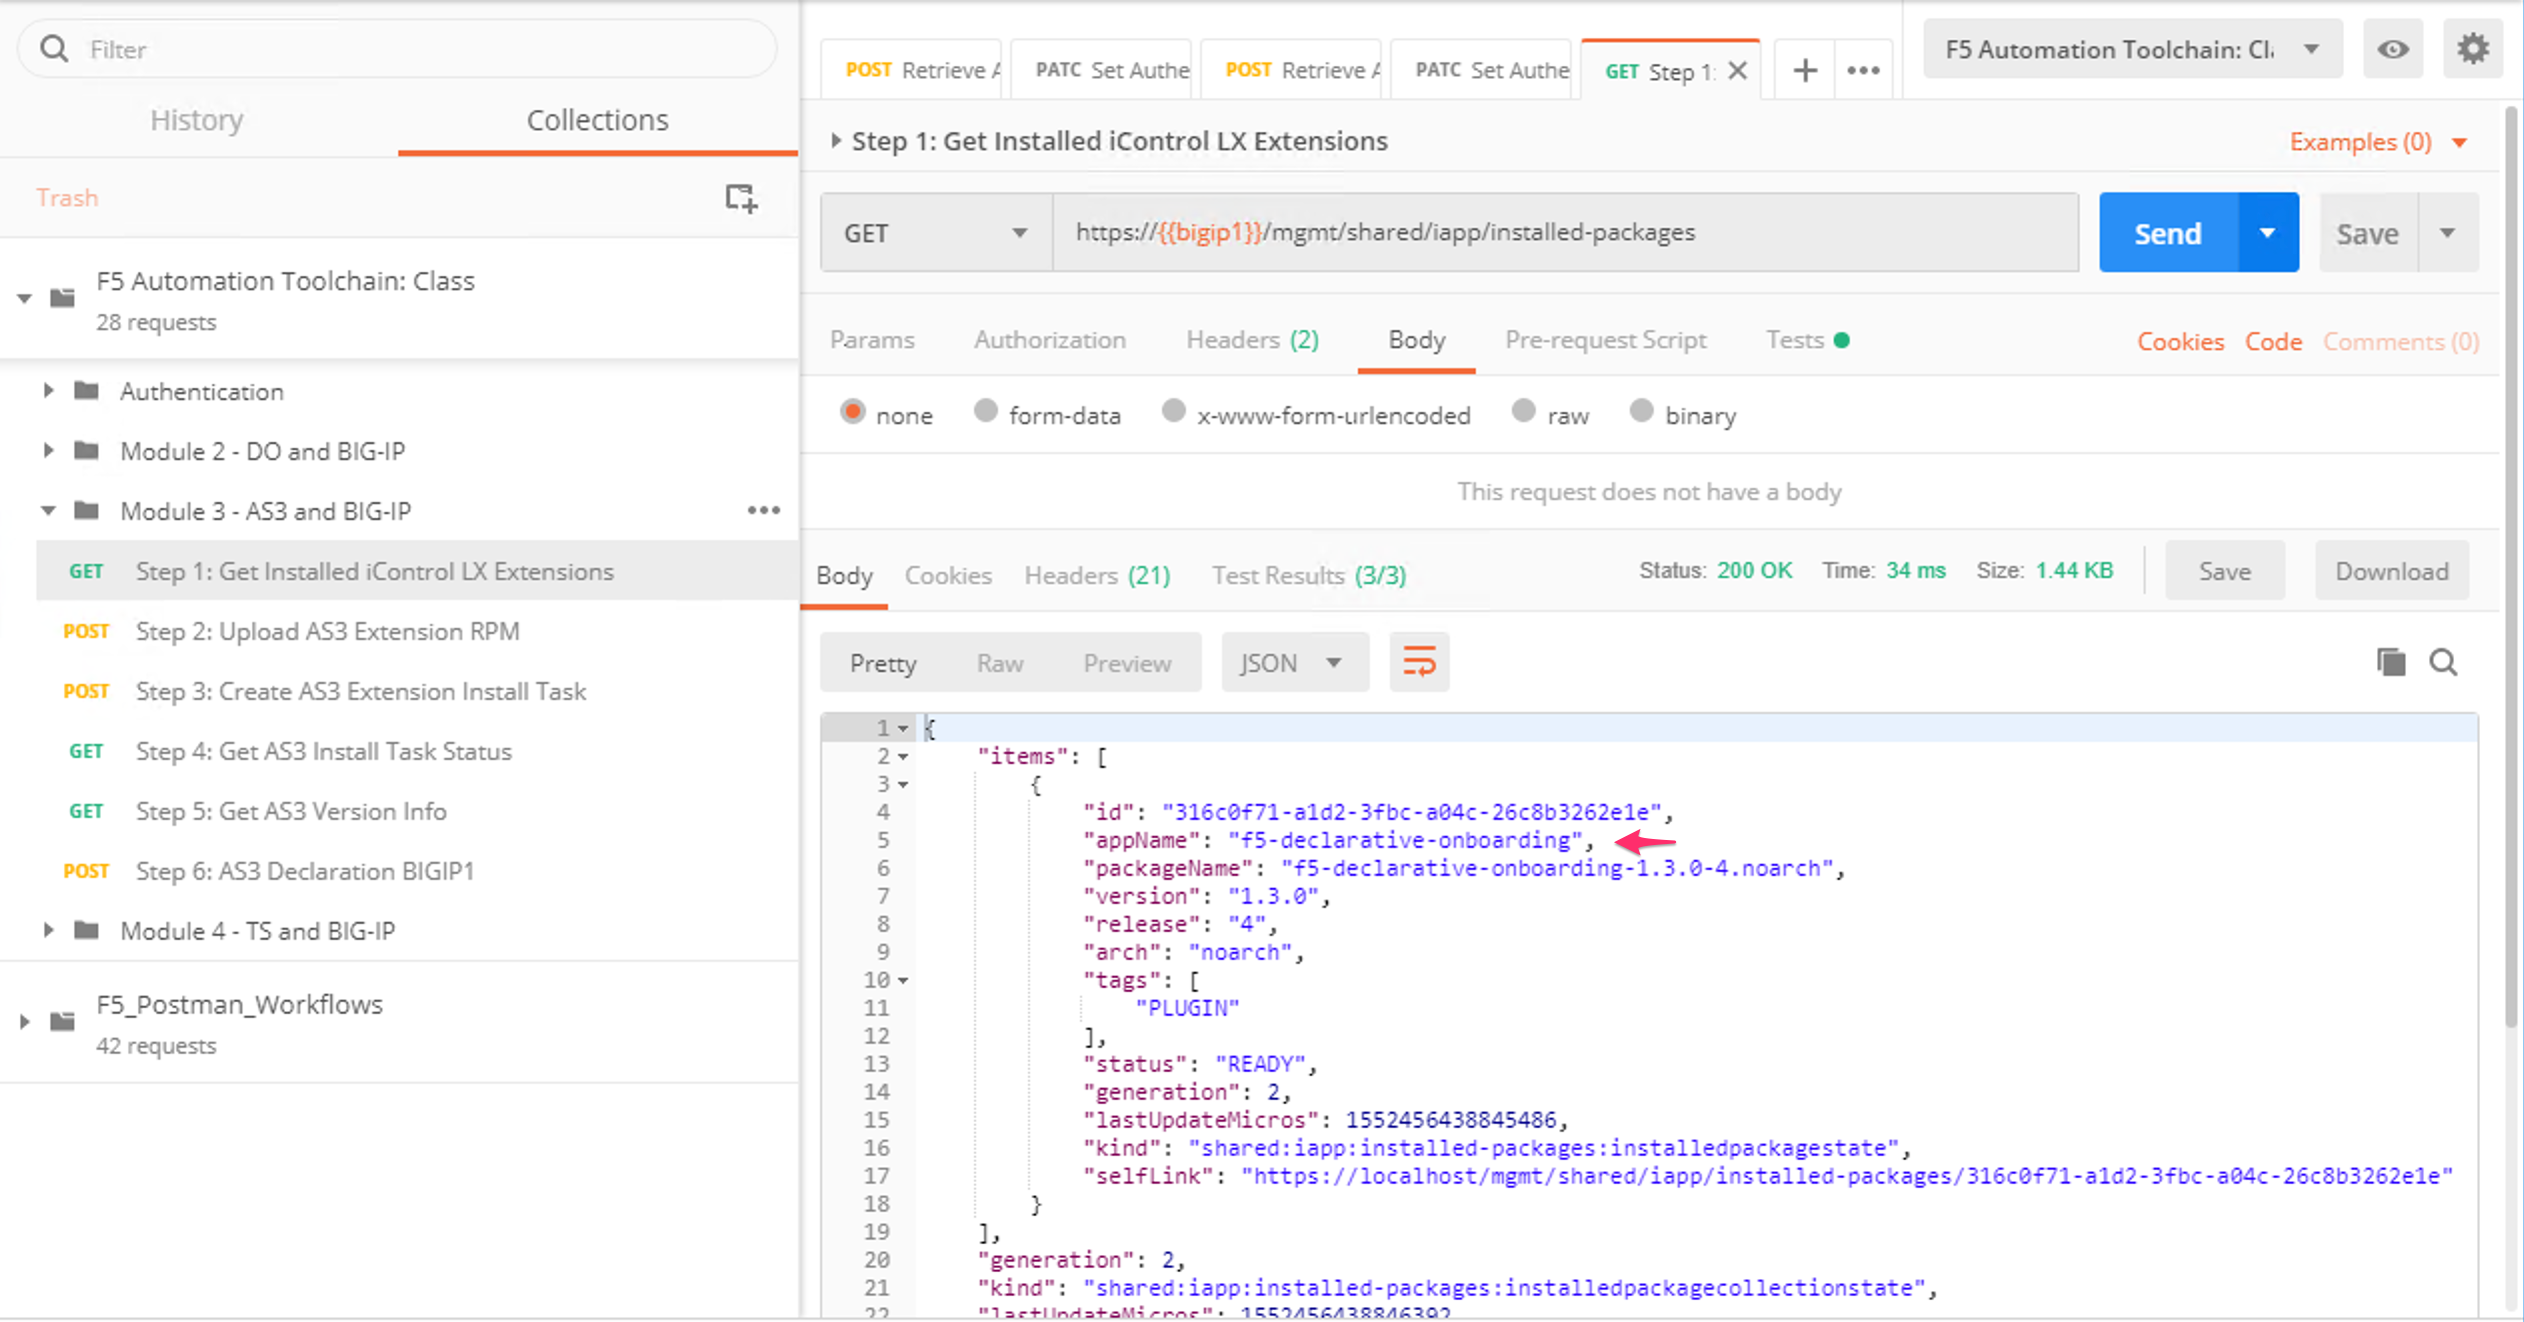 Filter
History
Collections
Trash
F5 Automation Toolchain: Class
28 requests
Authentication
Module 2 - DO and BIG-IP
Module 3 - AS3 and BIG-IP
GET Step 1: Get Installed iControl LX Extensions
POST Step 2: Upload AS3 Extension RPM
POST Step 3: Create AS3 Extension Install Task
GET Step 4: Get AS3 Install Task Status
GET Step 5: Get AS3 Version Info
POST Step 6: AS3 Declaration BIGIP1
Module 4 - TS and BIG-IP
F5_Postman_Workflows
42 requests
POST Retrieve A
PATC Set Authe
POST Retrieve A
PATC Set Authe
GET Step 1:
F5 Automation Toolchain: Cl
Step 1: Get Installed iControl LX Extensions
Examples (0)
GET
https://{{bigip1}}/mgmt/shared/iapp/installed-packages
Send
Save
Params
Authorization
Headers (2)
Body
Pre-request Script
Tests
Cookies
Code
Comments (0)
none
form-data
x-www-form-urlencoded
raw
binary
This request does not have a body
Body
Cookies
Headers (21)
Test Results (3/3)
Status: 200 OK
Time: 34 ms
Size: 1.44 KB
Save
Download
Pretty
Raw
Preview
JSON
1 {
2 "items": [
3 {
4 "id": "316c0f71-a1d2-3fbc-a04c-26c8b3262e1e",
5 "appName": "f5-declarative-onboarding",
6 "packageName": "f5-declarative-onboarding-1.3.0-4.noarch",
7 "version": "1.3.0",
8 "release": "4",
9 "arch": "noarch",
10 "tags": [
11 "PLUGIN"
12 ],
13 "status": "READY",
14 "generation": 2,
15 "lastUpdateMicros": 1552456438845486,
16 "kind": "shared:iapp:installed-packages:installedpackagestate",
17 "selfLink": "https://localhost/mgmt/shared/iapp/installed-packages/316c0f71-a1d2-3fbc-a04c-26c8b3262e1e"
18 }
19 ],
20 "generation": 2,
21 "kind": "shared:iapp:installed-packages:installedpackagecollectionstate",
22 "lastUpdateMicros": 1552456438846392